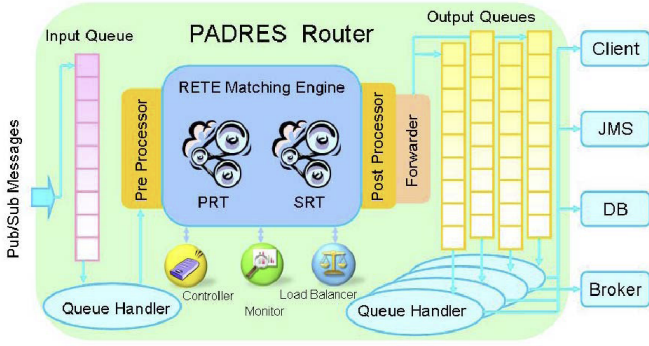 PADRES Router
Input Queue
Output Queues
Pub/Sub Messages
Pre Processor
RETE Matching Engine
PRT
SRT
Post Processor
Forwarder
Client
JMS
DB
Broker
Controller
Monitor
Load Balancer
Queue Handler
Queue Handler